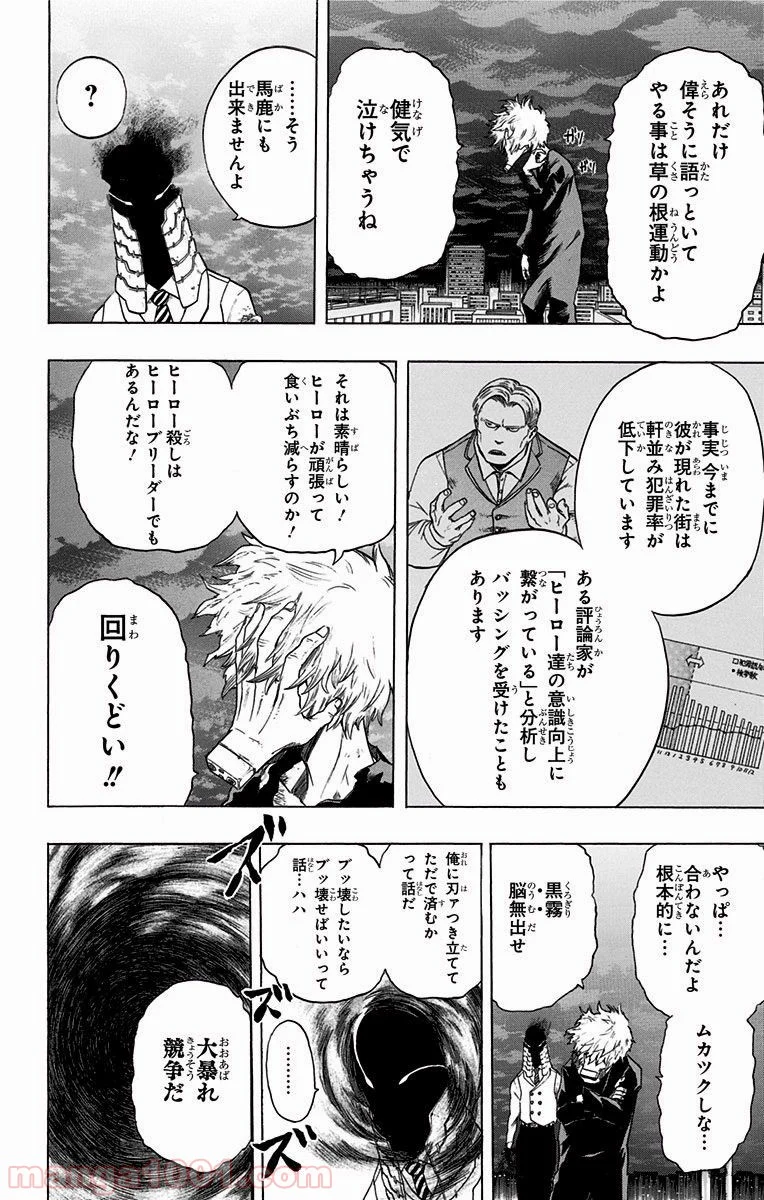 あれだけ
偉そうに語っといて
やる事は草の根運動かよ
健気で
泣けちゃうね
ガリ
ガリ
……そう
馬鹿にも
出来ませんよ
？
事実 今までに
彼が現れた街は
軒並み犯罪率が
低下しています
ある評論家が
「ヒーロー達の意識向上に
繋がっている」と分析し
バッシングを受けたことも
あります
それは素晴らしい！
ヒーローが頑張って
食いぶち減らすのか！
ヒーロー殺しは
ヒーローブリーダーでも
あるんだな！
回りくどい!!
やっぱ…
合わないんだよ
根本的に…
ムカツクしな…
黒霧
脳無出せ
俺に刃ァつき立てて
ただで済むか
って話だ
ブッ壊したいなら
ブッ壊せばいいって
話…ハハ
………
ズ
ズ
ズ
大暴れ
競争だ
manga1001.com